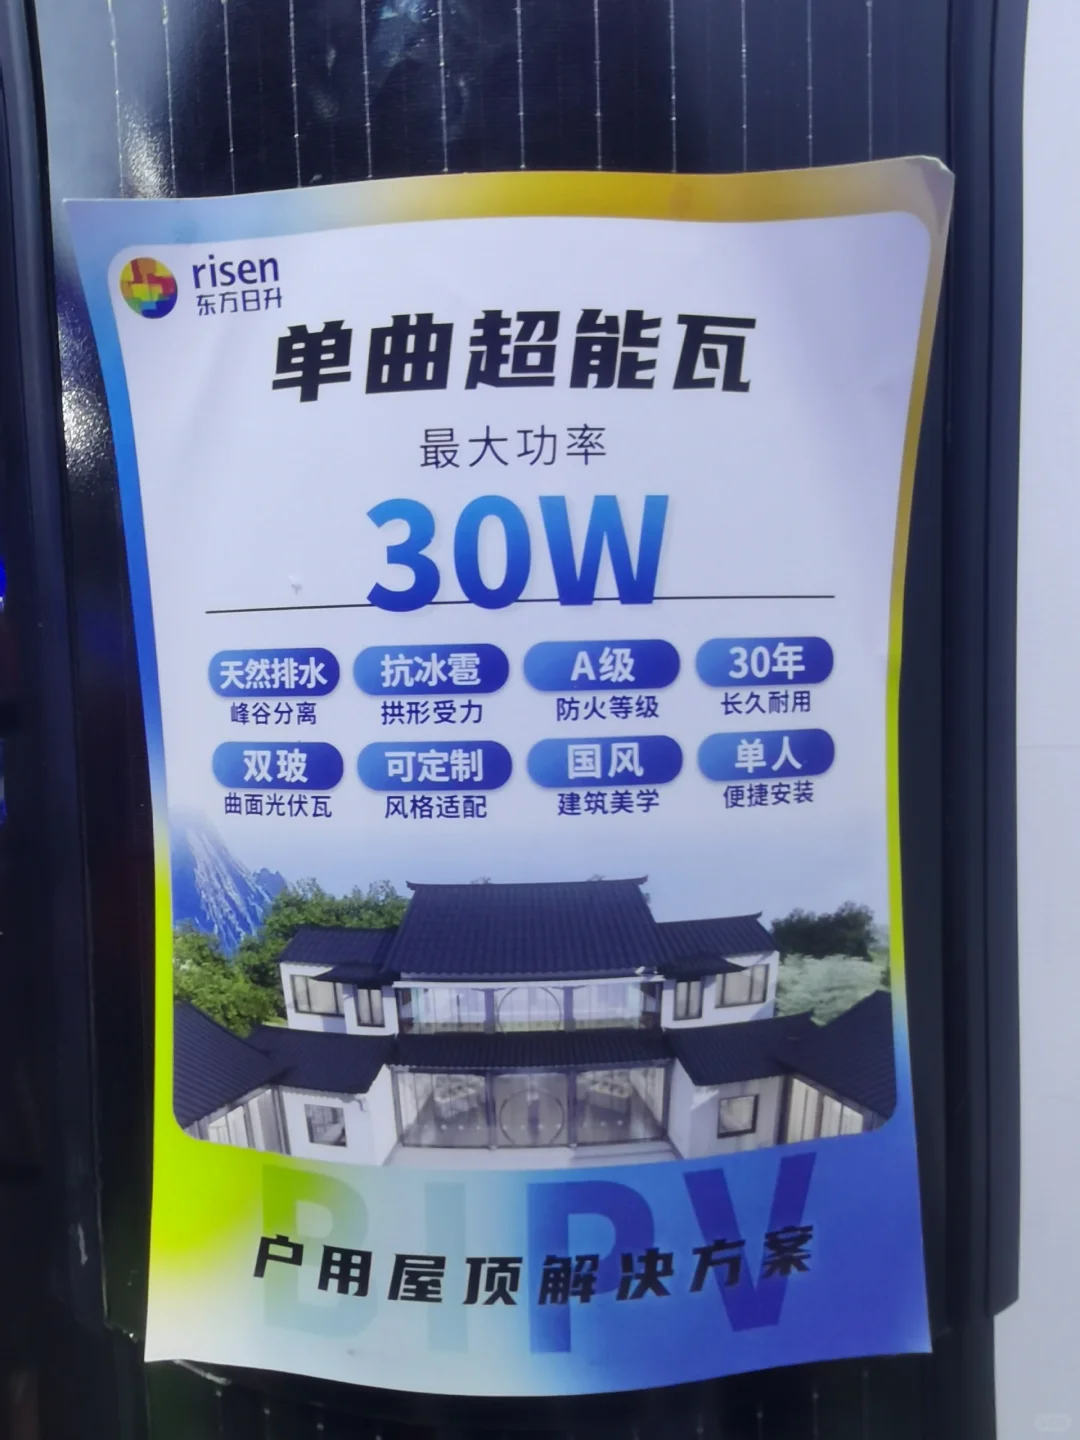 risen
东方日升
单曲超能瓦
最大功率
30W
天然排水 抗冰雹 A级 30年
峰谷分离 拱形受力 防火等级 长久耐用
双玻 可定制 国风 单人
曲面光伏瓦 风格适配 建筑美学 便捷安装
BIPV
户用屋顶解决方案